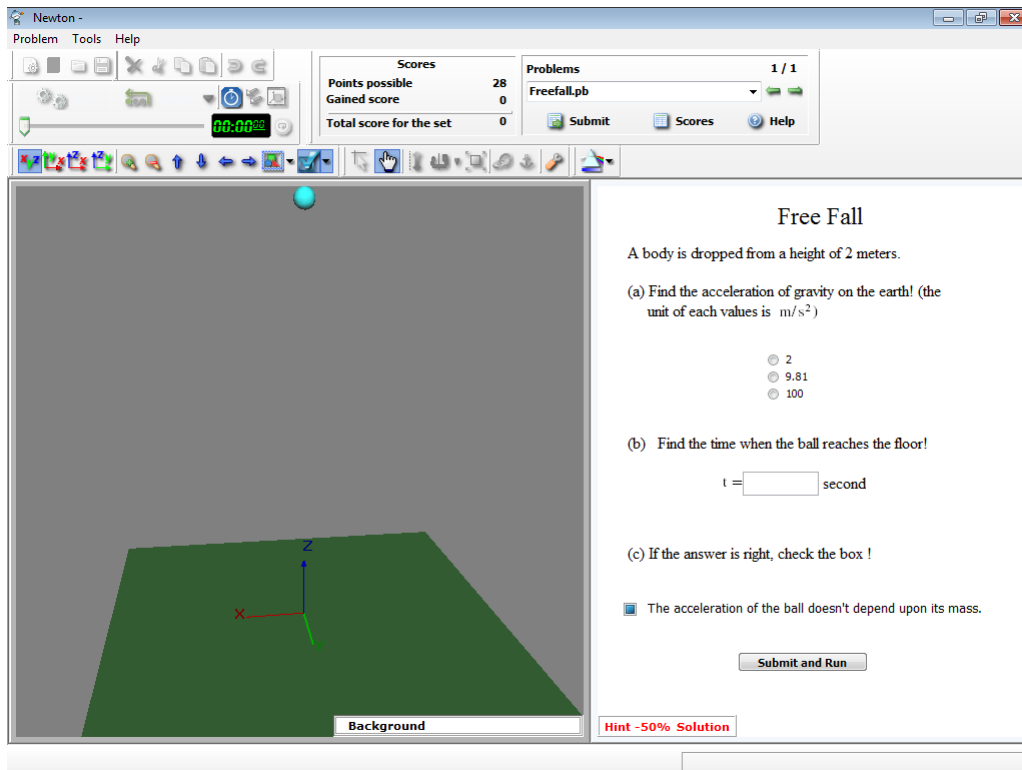 Newton -
Problem Tools Help
Scores
Points possible 28
Gained score 0
Total score for the set 0
Problems 1 / 1
Freefall.pb
Submit Scores Help
00:00⁰⁰
Free Fall
A body is dropped from a height of 2 meters.
(a) Find the acceleration of gravity on the earth! (the
unit of each values is m/s²)
2
9.81
100
(b) Find the time when the ball reaches the floor!
t = second
(c) If the answer is right, check the box !
The acceleration of the ball doesn't depend upon its mass.
Submit and Run
Hint -50% Solution
Z
X
Background